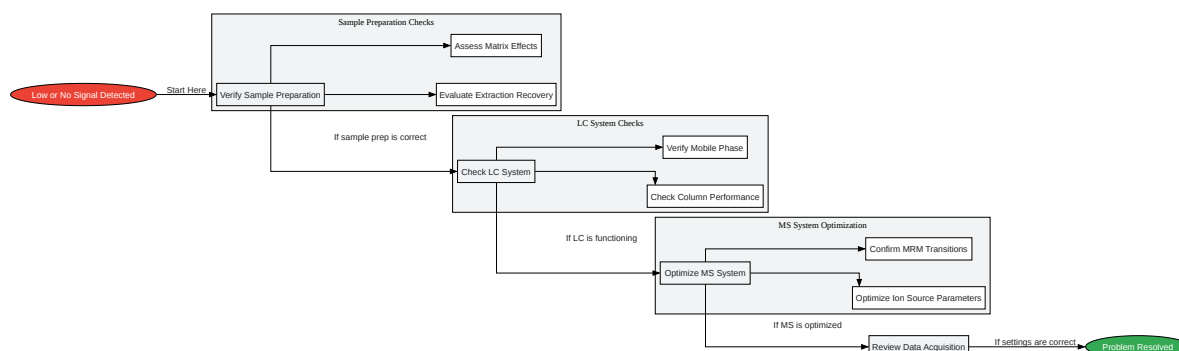 Sample Preparation Checks
Assess Matrix Effects
Low or No Signal Detected
Start Here
Verify Sample Preparation
Evaluate Extraction Recovery
If sample prep is correct
LC System Checks
Verify Mobile Phase
Check LC System
Check Column Performance
If LC is functioning
MS System Optimization
Confirm MRM Transitions
Optimize MS System
Optimize Ion Source Parameters
If MS is optimized
Review Data Acquisition
If settings are correct
Problem Resolved